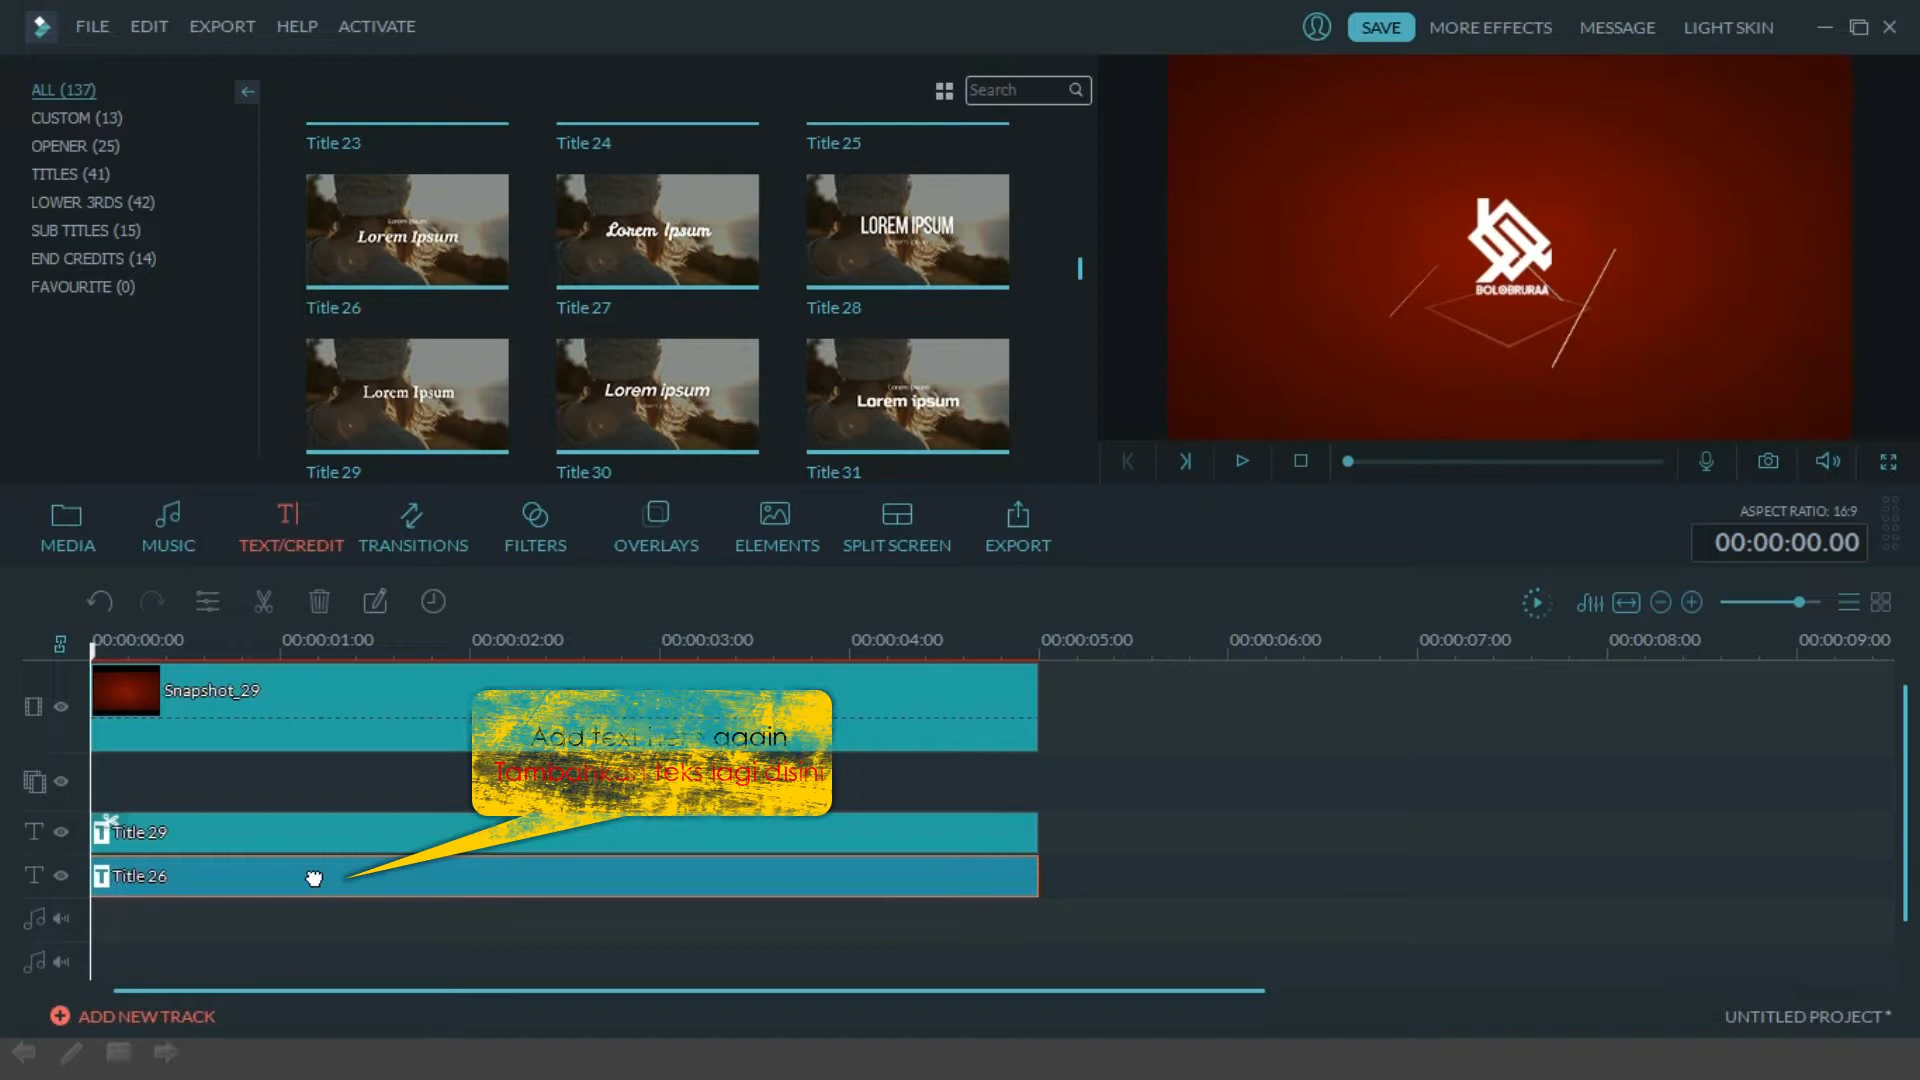 FILE EDIT EXPORT HELP ACTIVATE
SAVE MORE EFFECTS MESSAGE LIGHT SKIN
ALL (137)
CUSTOM (13)
OPENER (25)
TITLES (41)
LOWER 3RDS (42)
SUB TITLES (15)
END CREDITS (14)
FAVOURITE (0)
Search
Title 23 Title 24 Title 25
Lorem Ipsum
Lorem Ipsum
LOREM IPSUM
Title 26 Title 27 Title 28
Lorem Ipsum
Lorem ipsum
Lorem ipsum
Title 29 Title 30 Title 31
BOLOBRURAA
MEDIA MUSIC TEXT/CREDIT TRANSITIONS FILTERS OVERLAYS ELEMENTS SPLIT SCREEN EXPORT
ASPECT RATIO: 16:9
00:00:00.00
00:00:00:00 00:00:01:00 00:00:02:00 00:00:03:00 00:00:04:00 00:00:05:00 00:00:06:00 00:00:07:00 00:00:08:00 00:00:09:00
Snapshot_29
Add text here again
Tambahkan teks lagi disini
Title 29
Title 26
ADD NEW TRACK
UNTITLED PROJECT *